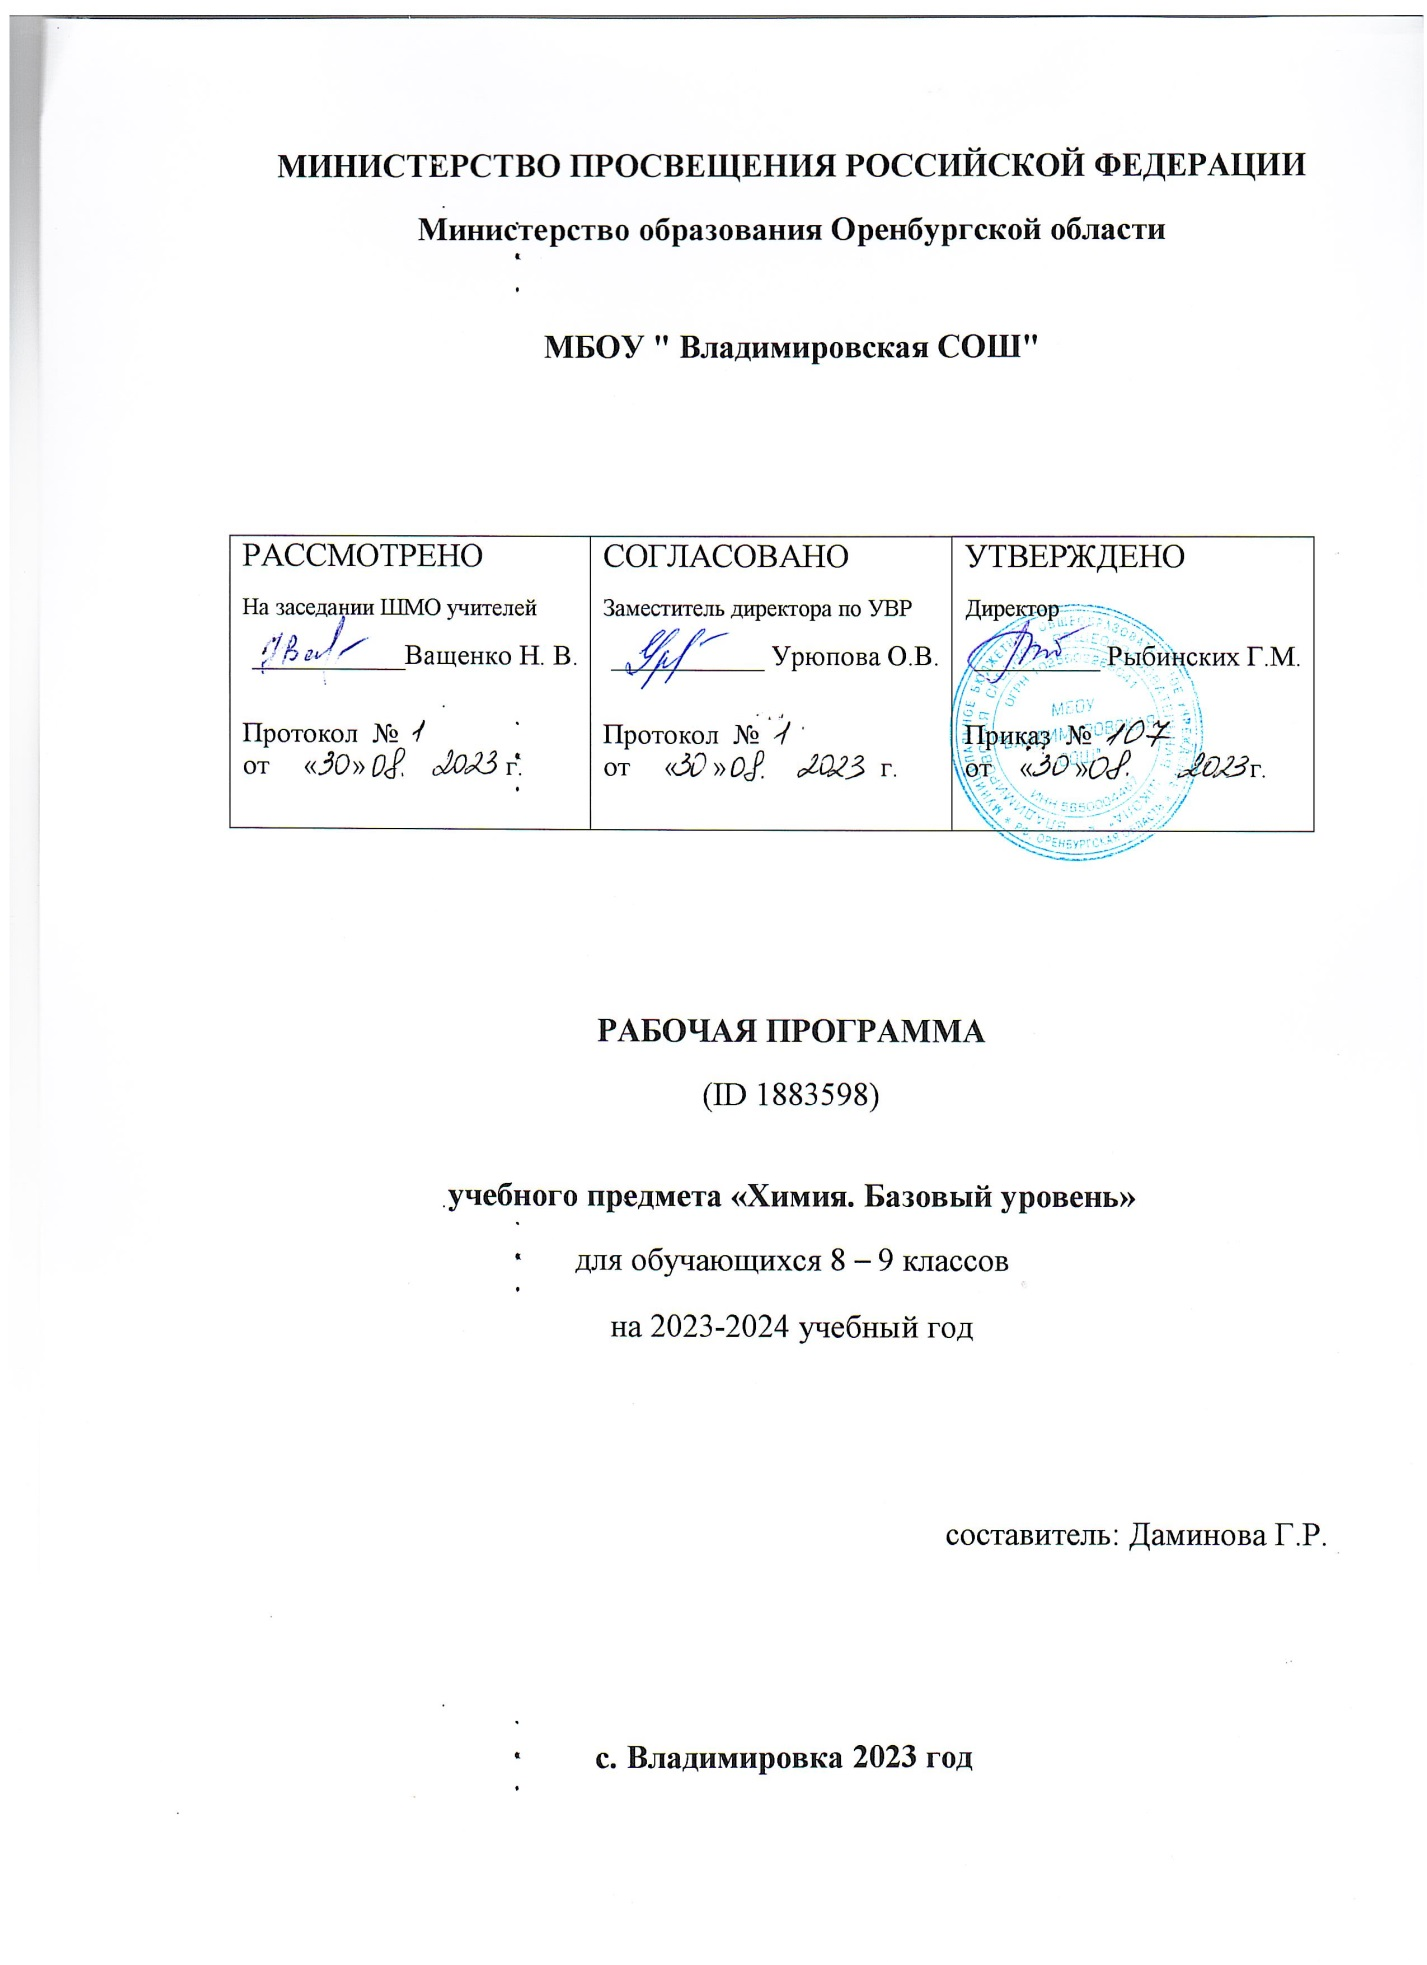 МИНИСТЕРСТВО ПРОСВЕЩЕНИЯ РОССИЙСКОЙ ФЕДЕРАЦИИ
Министерство образования Оренбургской области
МБОУ " Владимировская СОШ"
РАССМОТРЕНО
На заседании ШМО учителей
Ващенко Н. В.
Протокол № 1
от «30» 08. 2023 г.
СОГЛАСОВАНО
Заместитель директора по УВР
Урюпова О.В.
Протокол № 1
от «30» 08. 2023 г.
УТВЕРЖДЕНО
Директор
Рыбинских Г.М.
Приказ № 107
от «30» 08. 2023 г.
МБОУ
ОРЕНБУРГСКАЯ ОБЛАСТЬ
РАБОЧАЯ ПРОГРАММА
(ID 1883598)
учебного предмета «Химия. Базовый уровень»
для обучающихся 8 – 9 классов
на 2023-2024 учебный год
составитель: Даминова Г.Р.
с. Владимировка 2023 год